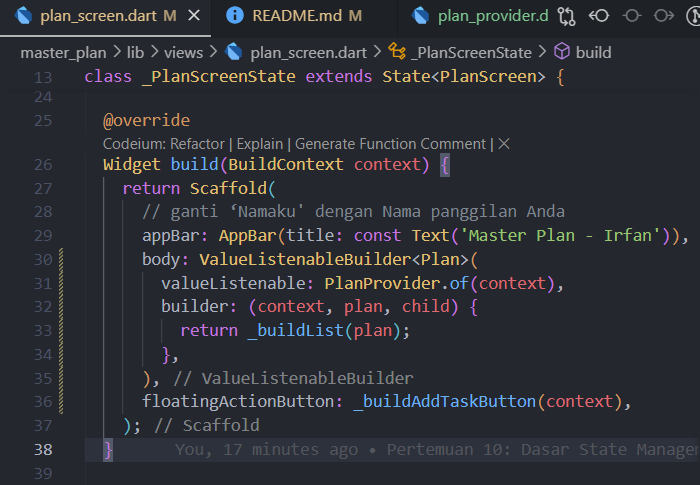 plan_screen.dart M README.md M plan_provider.d
master_plan > lib > views > plan_screen.dart > _PlanScreenState > build
13 class _PlanScreenState extends State<PlanScreen> {
24
25 @override
Codeium: Refactor | Explain | Generate Function Comment | ×
26 Widget build(BuildContext context) {
27 return Scaffold(
28 // ganti ‘Namaku' dengan Nama panggilan Anda
29 appBar: AppBar(title: const Text('Master Plan - Irfan')),
30 body: ValueListenableBuilder<Plan>(
31 valueListenable: PlanProvider.of(context),
32 builder: (context, plan, child) {
33 return _buildList(plan);
34 },
35 ), // ValueListenableBuilder
36 floatingActionButton: _buildAddTaskButton(context),
37 ); // Scaffold
38 } You, 17 minutes ago • Pertemuan 10: Dasar State Manager
39